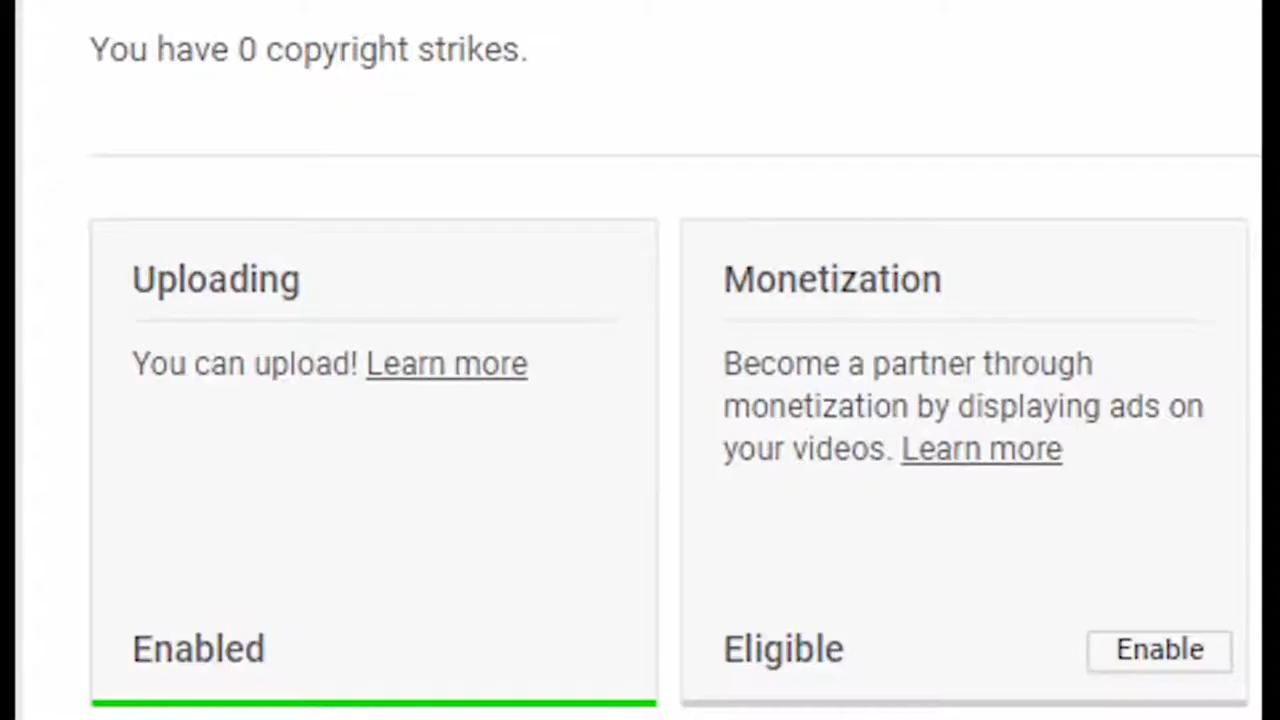 You have 0 copyright strikes.
Uploading
You can upload! Learn more
Enabled
Monetization
Become a partner through
monetization by displaying ads on
your videos. Learn more
Eligible
Enable